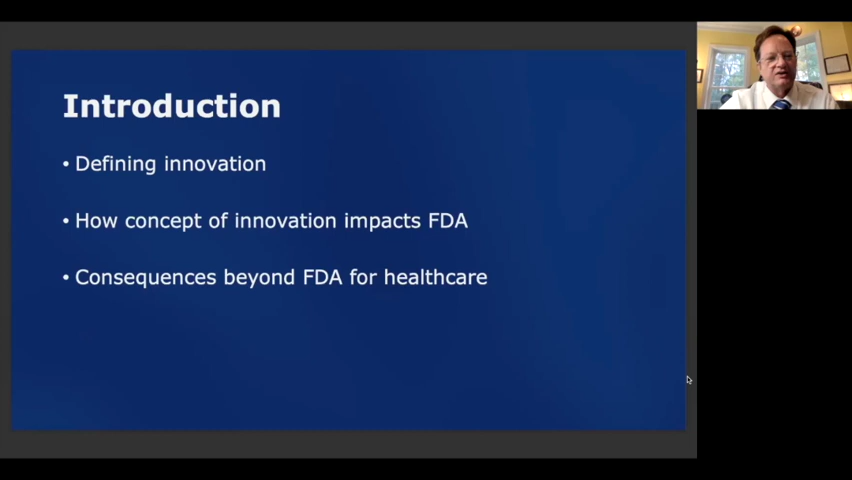 Introduction
• Defining innovation
• How concept of innovation impacts FDA
• Consequences beyond FDA for healthcare